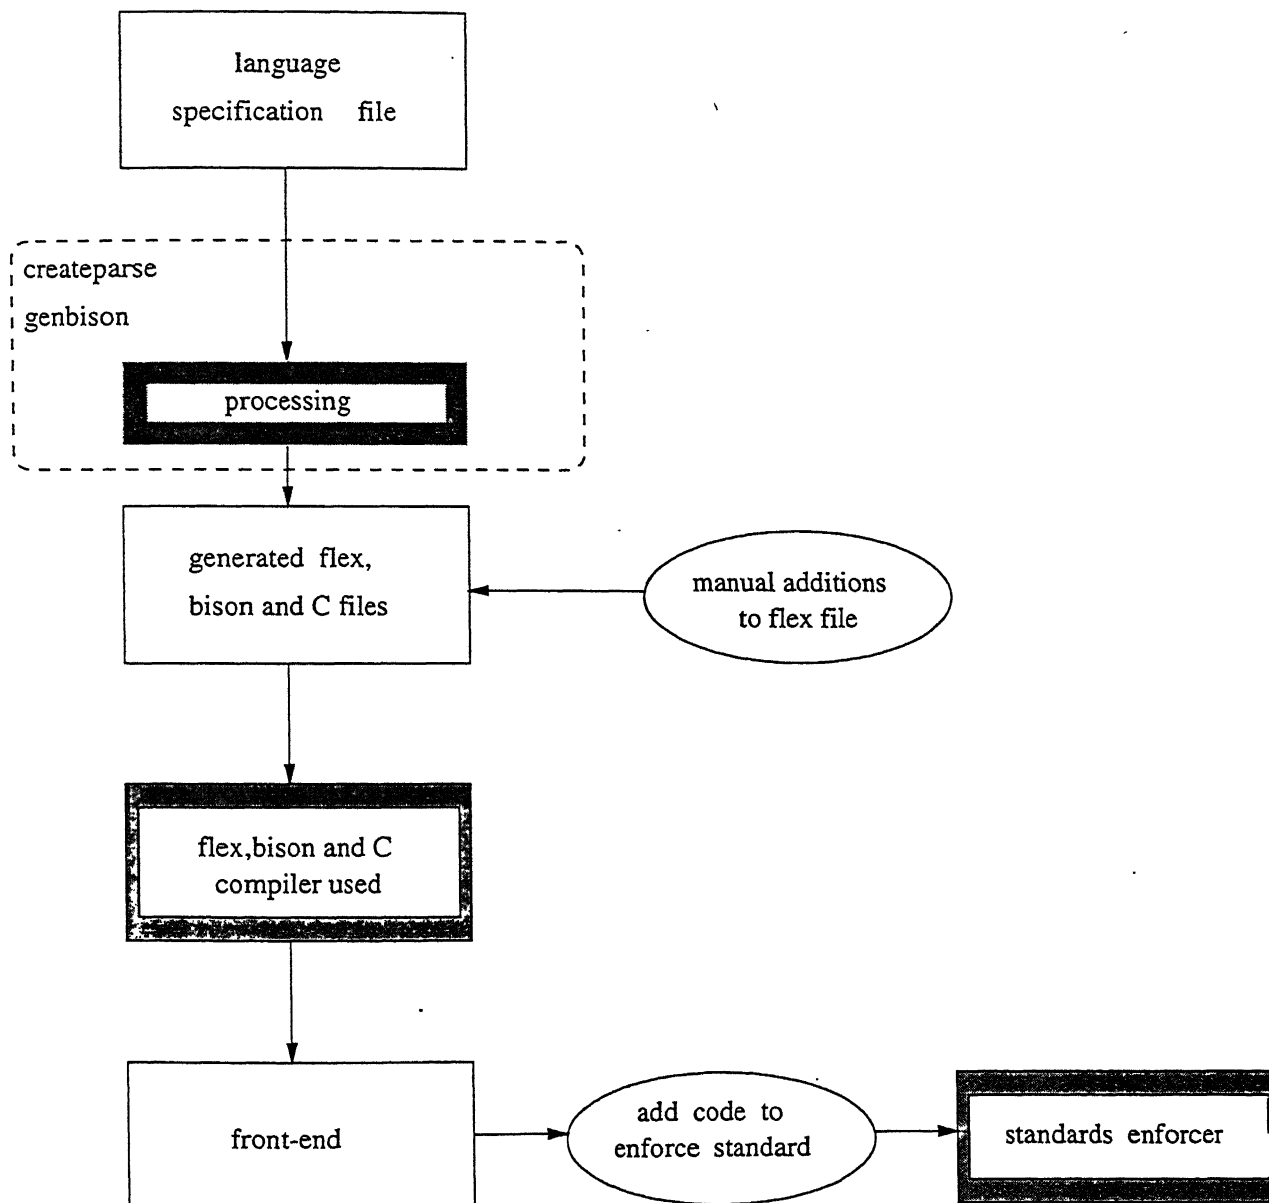 language
specification file
createparse
genbison
processing
generated flex,
bison and C files
manual additions
to flex file
flex,bison and C
compiler used
front-end
add code to
enforce standard
standards enforcer